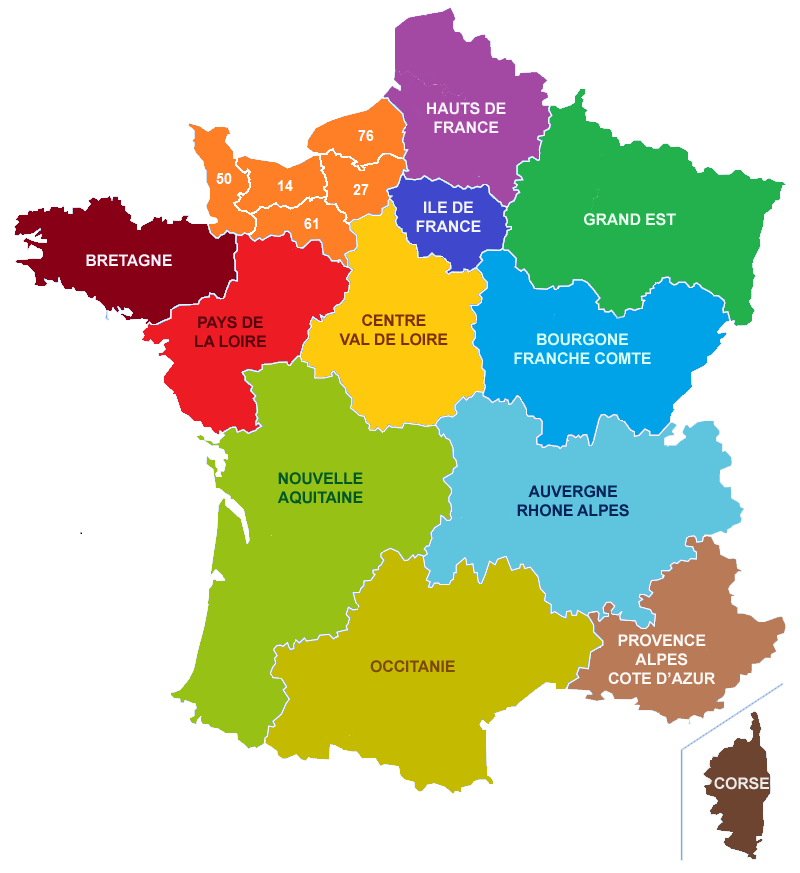 HAUTS DE
FRANCE
76
50
14
27
61
ILE DE
FRANCE
GRAND EST
BRETAGNE
PAYS DE
LA LOIRE
CENTRE
VAL DE LOIRE
BOURGONE
FRANCHE COMTE
NOUVELLE
AQUITAINE
AUVERGNE
RHONE ALPES
OCCITANIE
PROVENCE
ALPES
COTE D'AZUR
CORSE